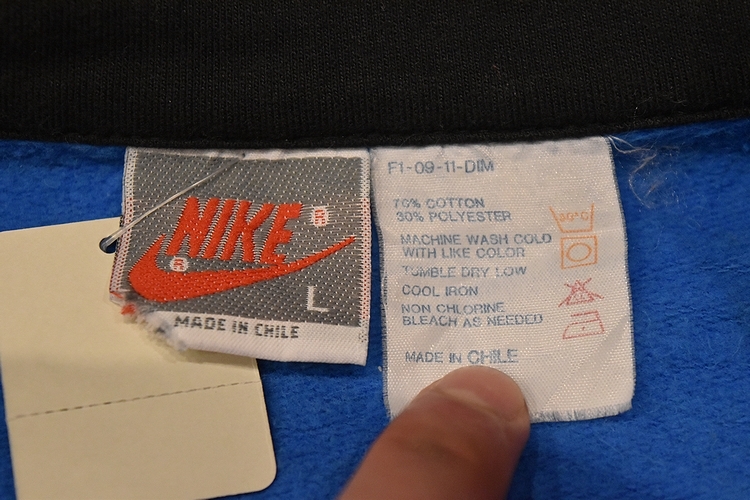 NIKE ®
®
L
MADE IN CHILE
F1-09-11-DIM
70% COTTON
30% POLYESTER
MACHINE WASH COLD
WITH LIKE COLOR
TUMBLE DRY LOW
COOL IRON
NON CHLORINE
BLEACH AS NEEDED
MADE IN CHILE
30°C